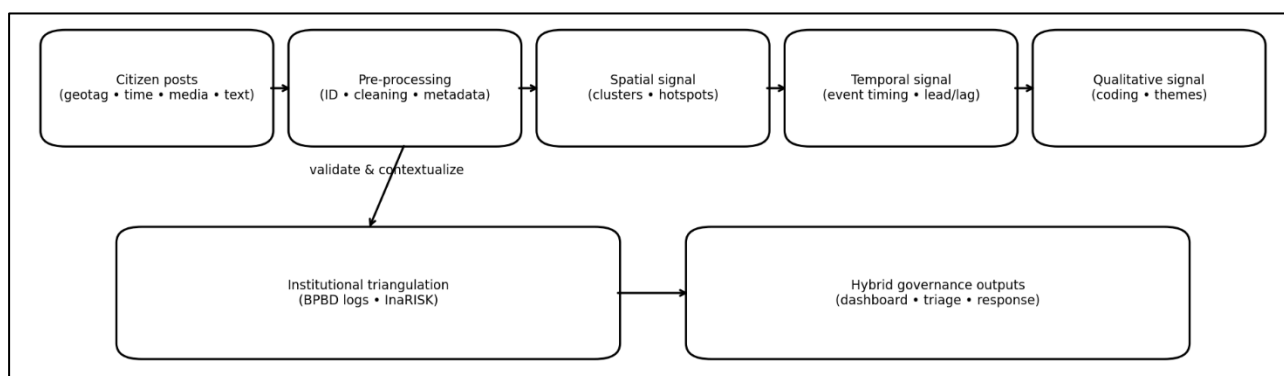 Citizen posts
(geotag • time • media • text)
Pre-processing
(ID • cleaning • metadata)
Spatial signal
(clusters • hotspots)
Temporal signal
(event timing • lead/lag)
Qualitative signal
(coding • themes)
validate & contextualize
Institutional triangulation
(BPBD logs • InaRISK)
Hybrid governance outputs
(dashboard • triage • response)